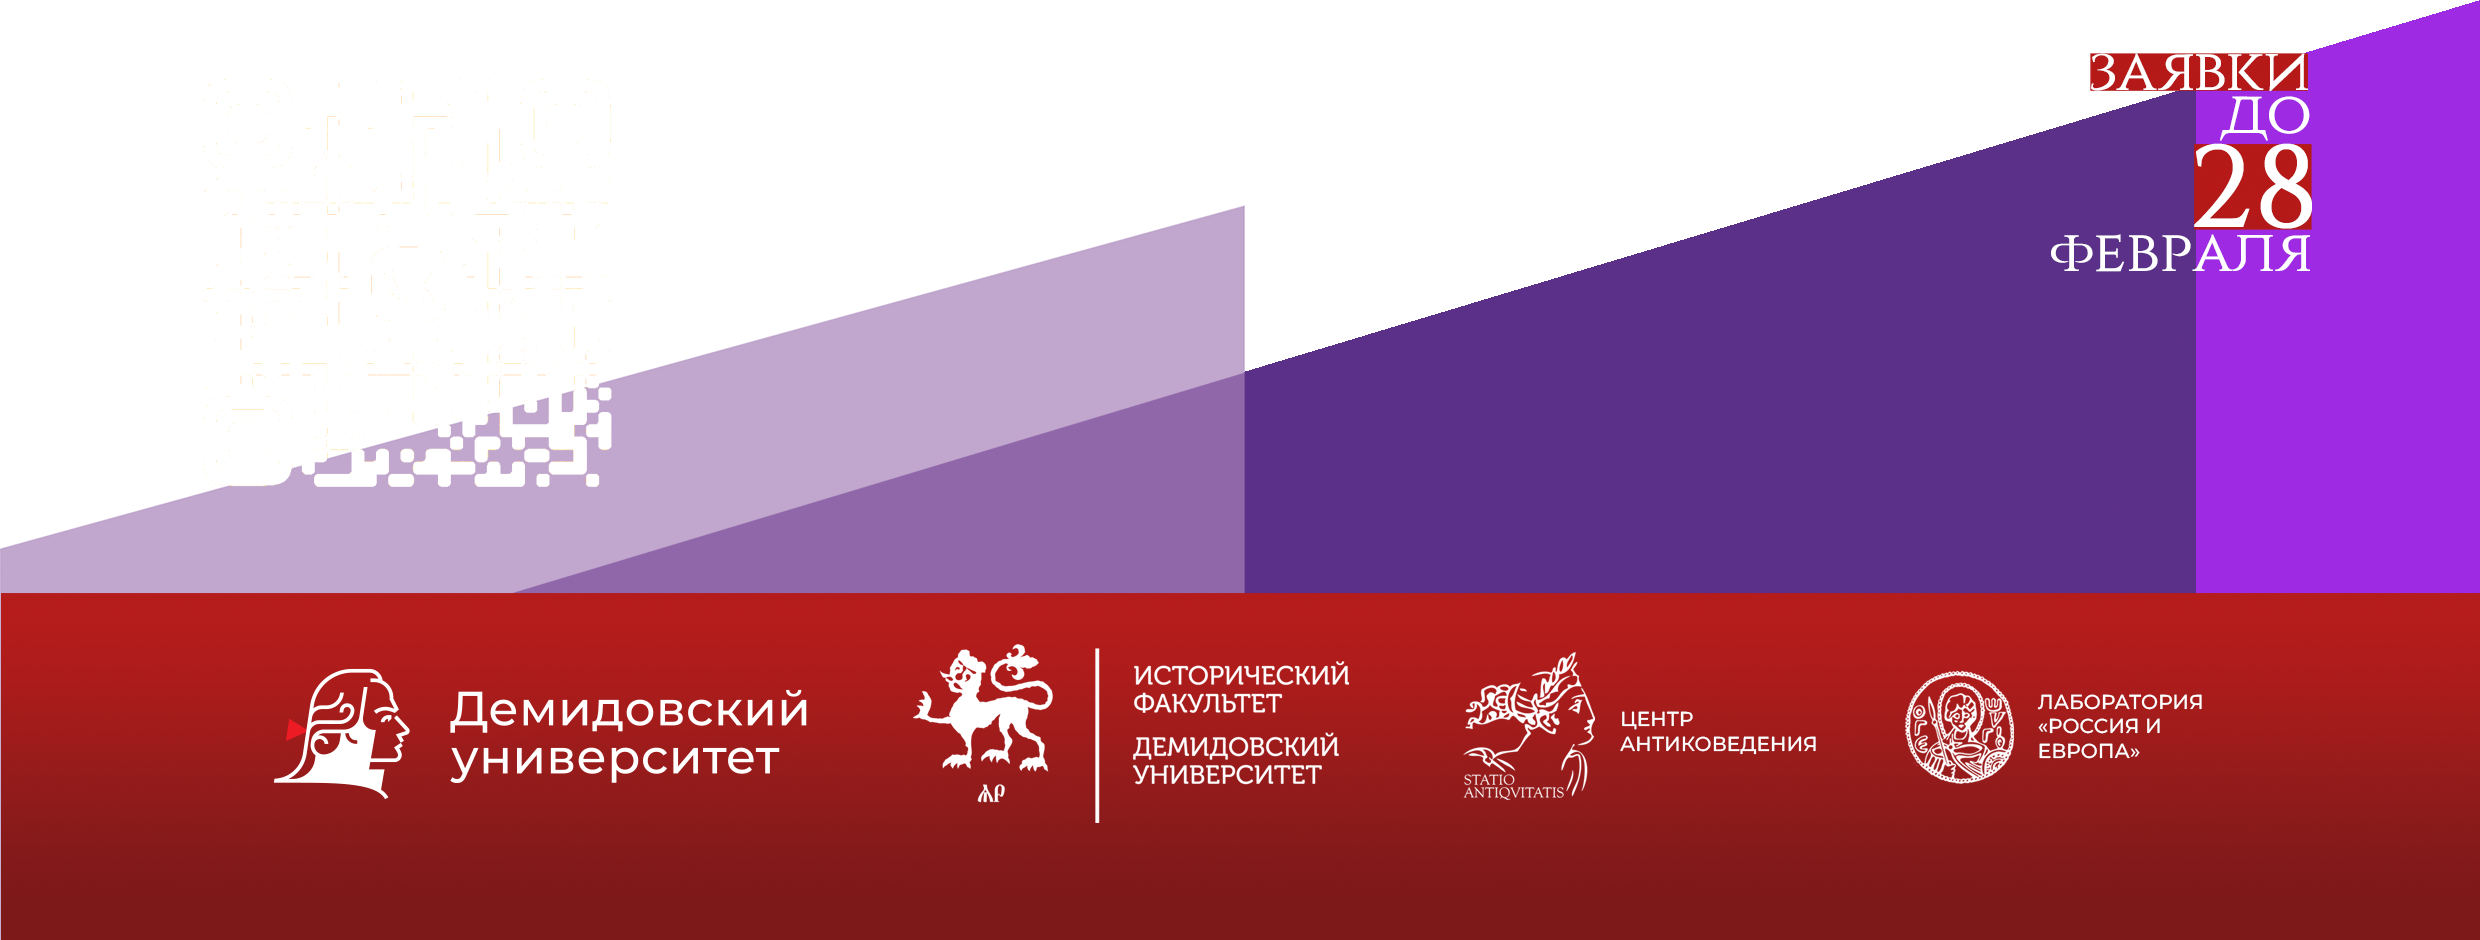 ЗАЯВКИ
ДО
28
ФЕВРАЛЯ
Демидовский
университет
ИСТОРИЧЕСКИЙ
ФАКУЛЬТЕТ
ДЕМИДОВСКИЙ
УНИВЕРСИТЕТ
STATIO
ANTIQVITATIS
ЦЕНТР
АНТИКОВЕДЕНИЯ
ЛАБОРАТОРИЯ
«РОССИЯ И
ЕВРОПА»